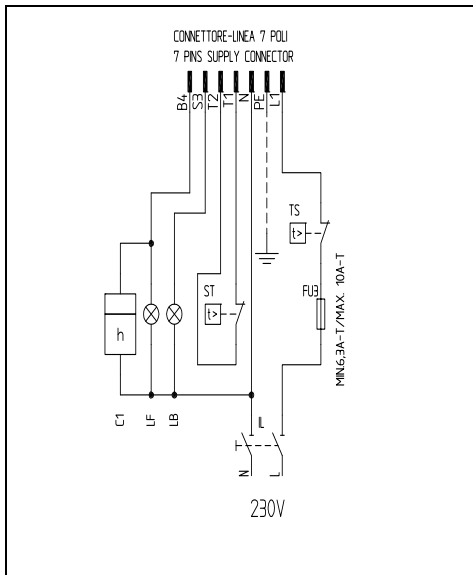 CONNETTORE-LINEA 7 POLI
7 PINS SUPPLY CONNECTOR
B4
S3
T2
T1
N
PE
L1
TS
t>
FU3
MIN.6,3A-T/MAX. 10A-T
ST
t>
h
C1
LF
LB
IL
N
L
230V